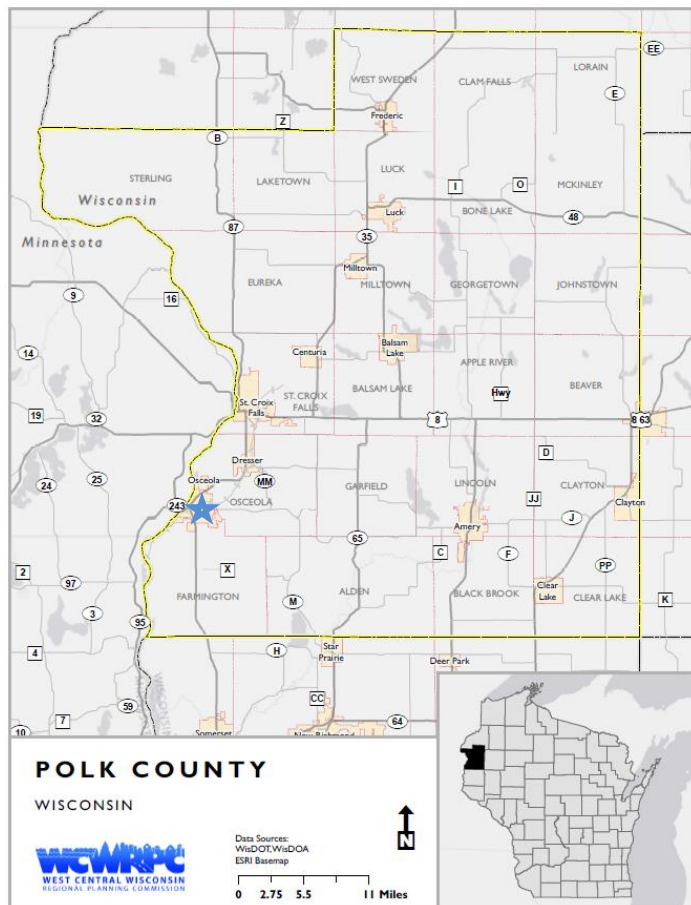 EE
WEST SWEDEN
CLAM FALLS
LORAIN
E
Frederic
Z
B
LUCK
STERLING
LAKETOWN
I
O
MCKINLEY
Wisconsin
Luck
BONE LAKE
48
Minnesota
87
35
Milltown
9
16
EUREKA
MILLTOWN
GEORGETOWN
JOHNSTOWN
14
Centuria
Balsam
Lake
APPLE RIVER
BALSAM LAKE
Hwy
BEAVER
19
32
St. Croix
Falls
ST. CROIX
FALLS
8
8 63
Dresser
D
24
25
Osceola
MM
GARFIELD
LINCOLN
CLAYTON
243
OSCEOLA
JJ
Clayton
Amery
J
65
2
X
C
F
PP
97
FARMINGTON
M
ALDEN
BLACK BROOK
Clear
Lake
CLEAR LAKE
K
3
95
4
H
Star
Prairie
Deer Park
59
CC
7
64
10
Somerset
New Richmond
POLK COUNTY
WISCONSIN
N
WCWRPC
WEST CENTRAL WISCONSIN
REGIONAL PLANNING COMMISSION
Data Sources:
WisDOT,WisDOA
ESRI Basemap
0 2.75 5.5 11 Miles